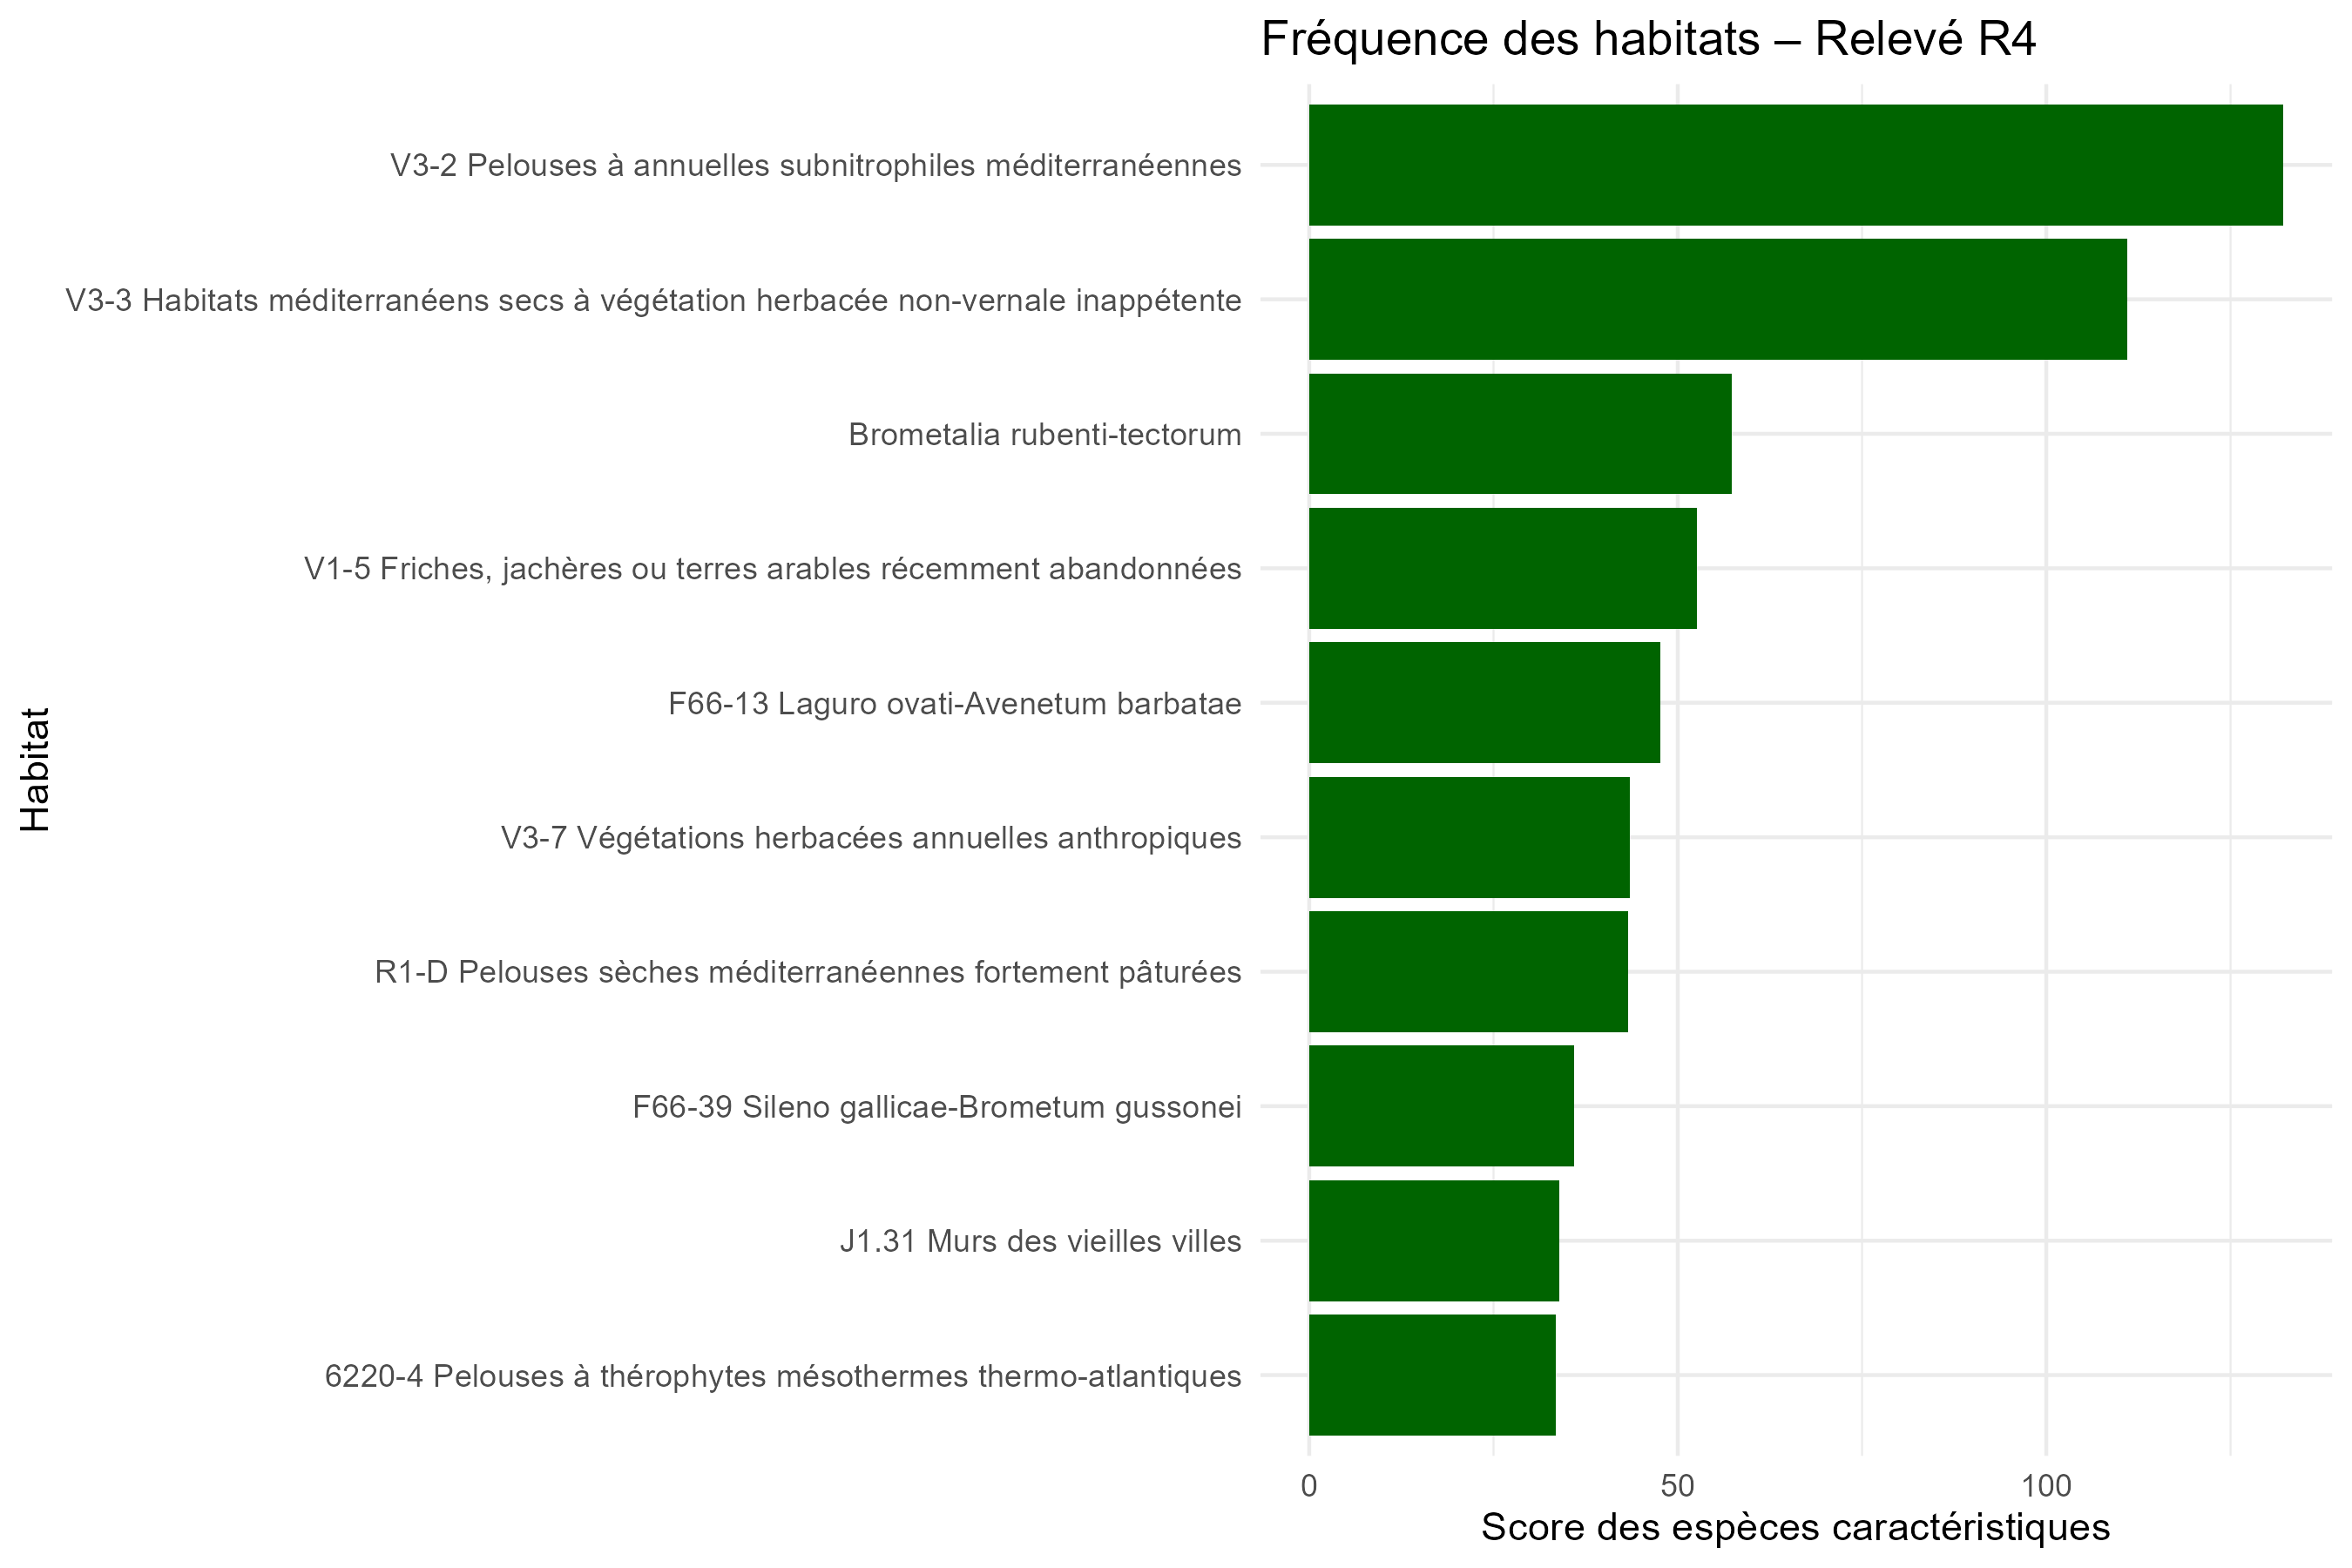 Fréquence des habitats – Relevé R4
V3-2 Pelouses à annuelles subnitrophiles méditerranéennes
V3-3 Habitats méditerranéens secs à végétation herbacée non-vernale inappétente
Brometalia rubenti-tectorum
V1-5 Friches, jachères ou terres arables récemment abandonnées
F66-13 Laguro ovati-Avenetum barbatae
V3-7 Végétations herbacées annuelles anthropiques
R1-D Pelouses sèches méditerranéennes fortement pâturées
F66-39 Sileno gallicae-Brometum gussonei
J1.31 Murs des vieilles villes
6220-4 Pelouses à thérophytes mésothermes thermo-atlantiques
Habitat
0 50 100
Score des espèces caractéristiques